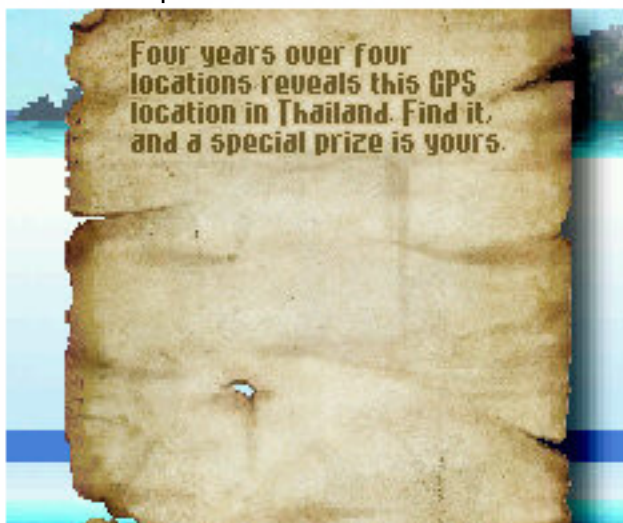 Four years over four
locations reveals this GPS
location in Thailand. Find it,
and a special prize is yours.